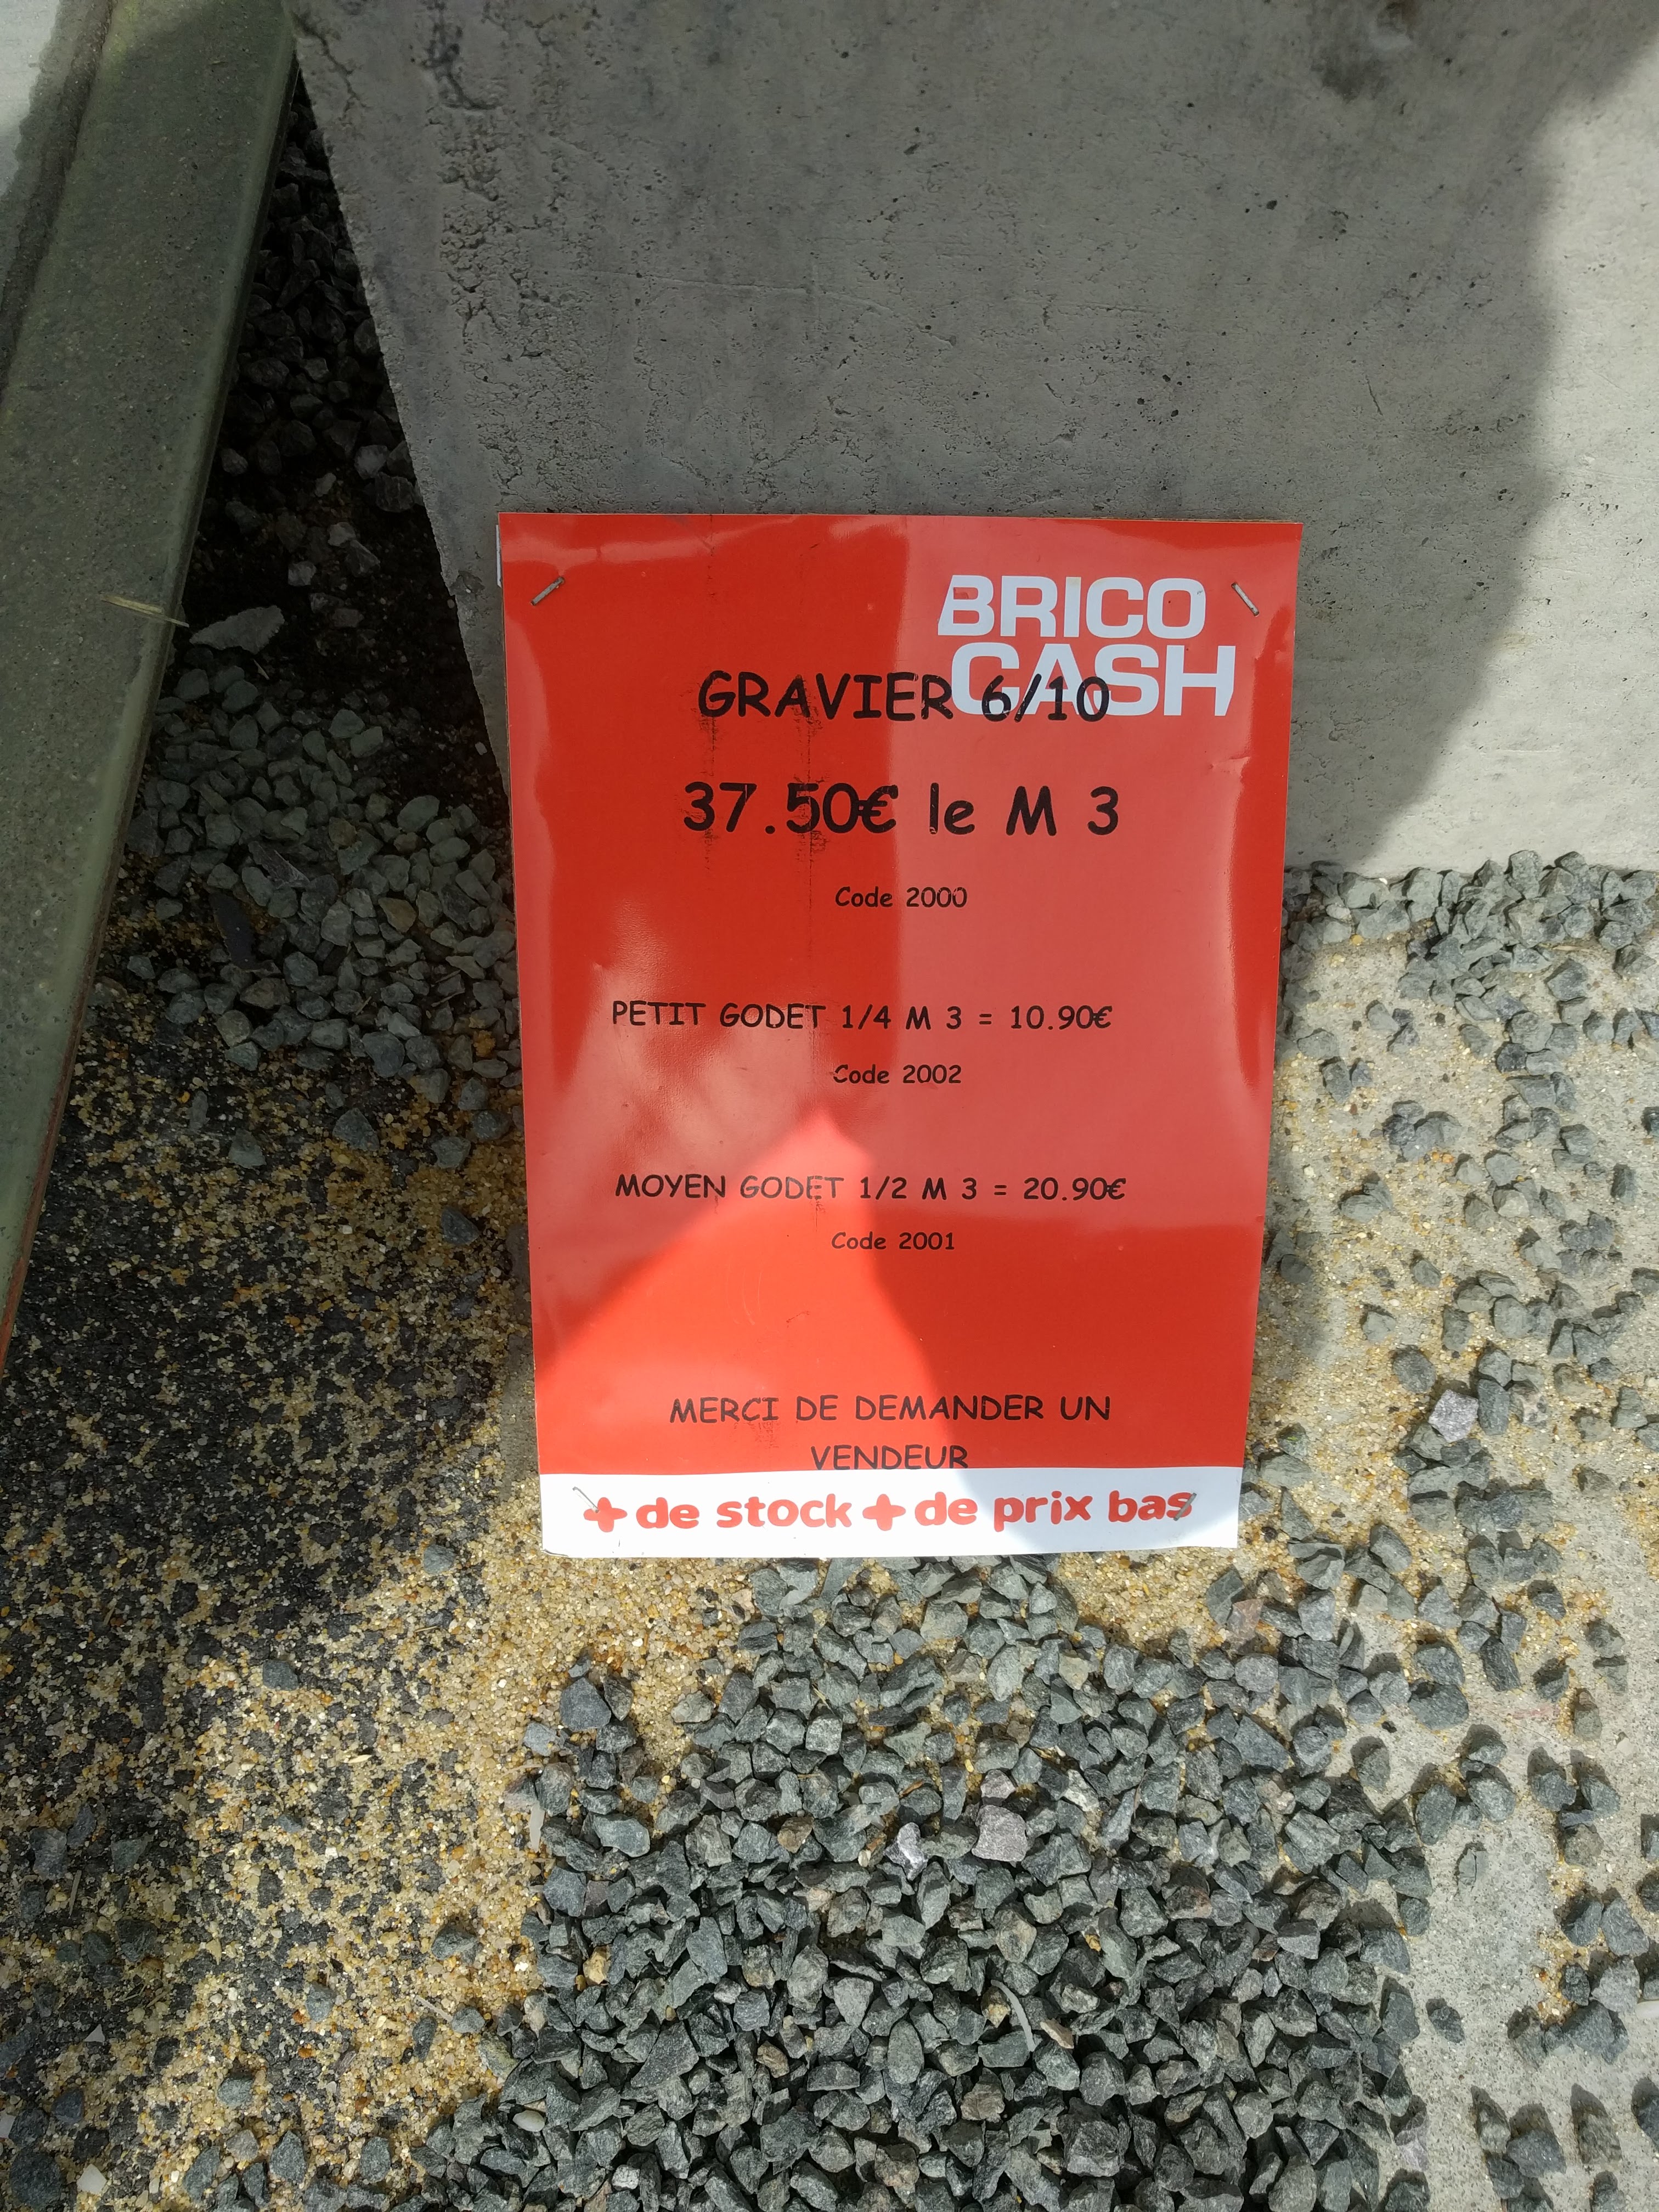 BRICO
CASH
GRAVIER 6/10
37.50€ le M 3
Code 2000
PETIT GODET 1/4 M 3 = 10.90€
Code 2002
MOYEN GODET 1/2 M 3 = 20.90€
Code 2001
MERCI DE DEMANDER UN
VENDEUR
+ de stock + de prix bas